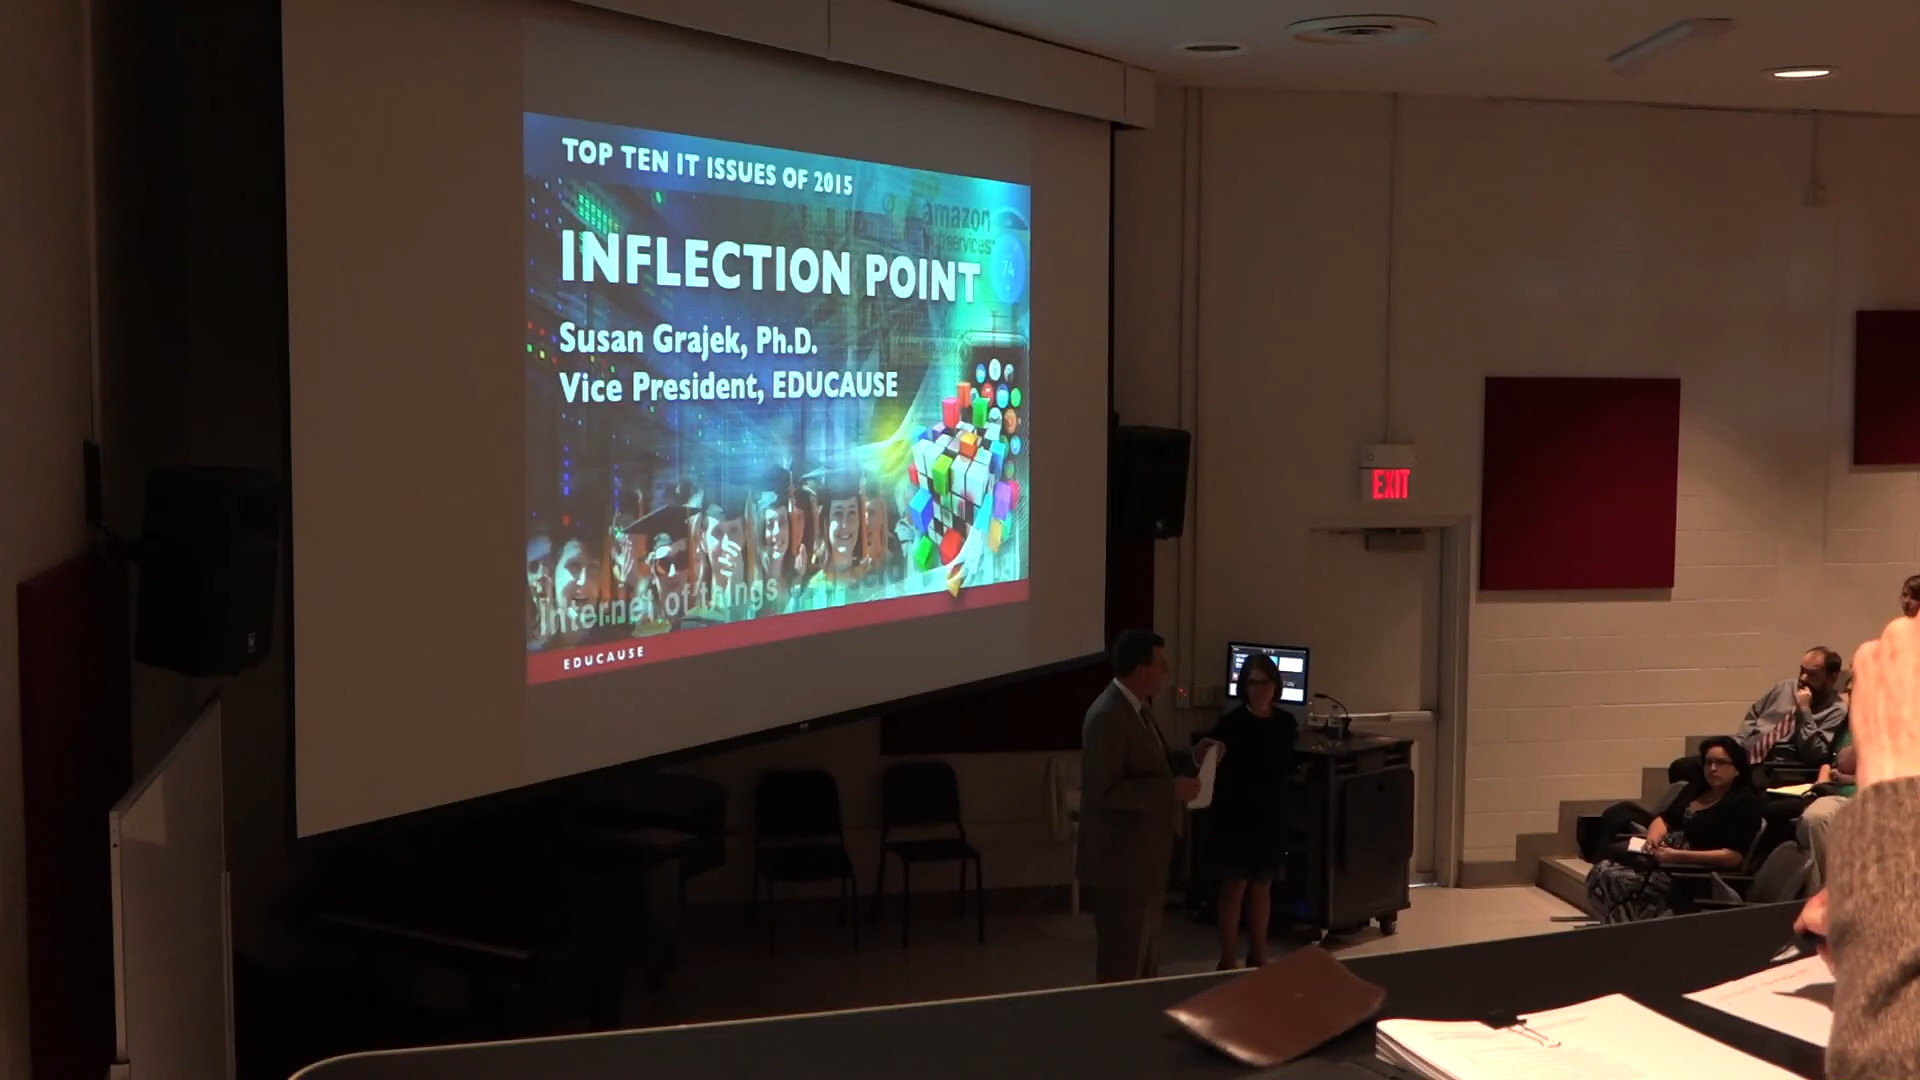 TOP TEN IT ISSUES OF 2015
amazon
INFLECTION POINT
74
Susan Grajek, Ph.D.
Vice President, EDUCAUSE
Internet of things
EDUCAUSE
EXIT